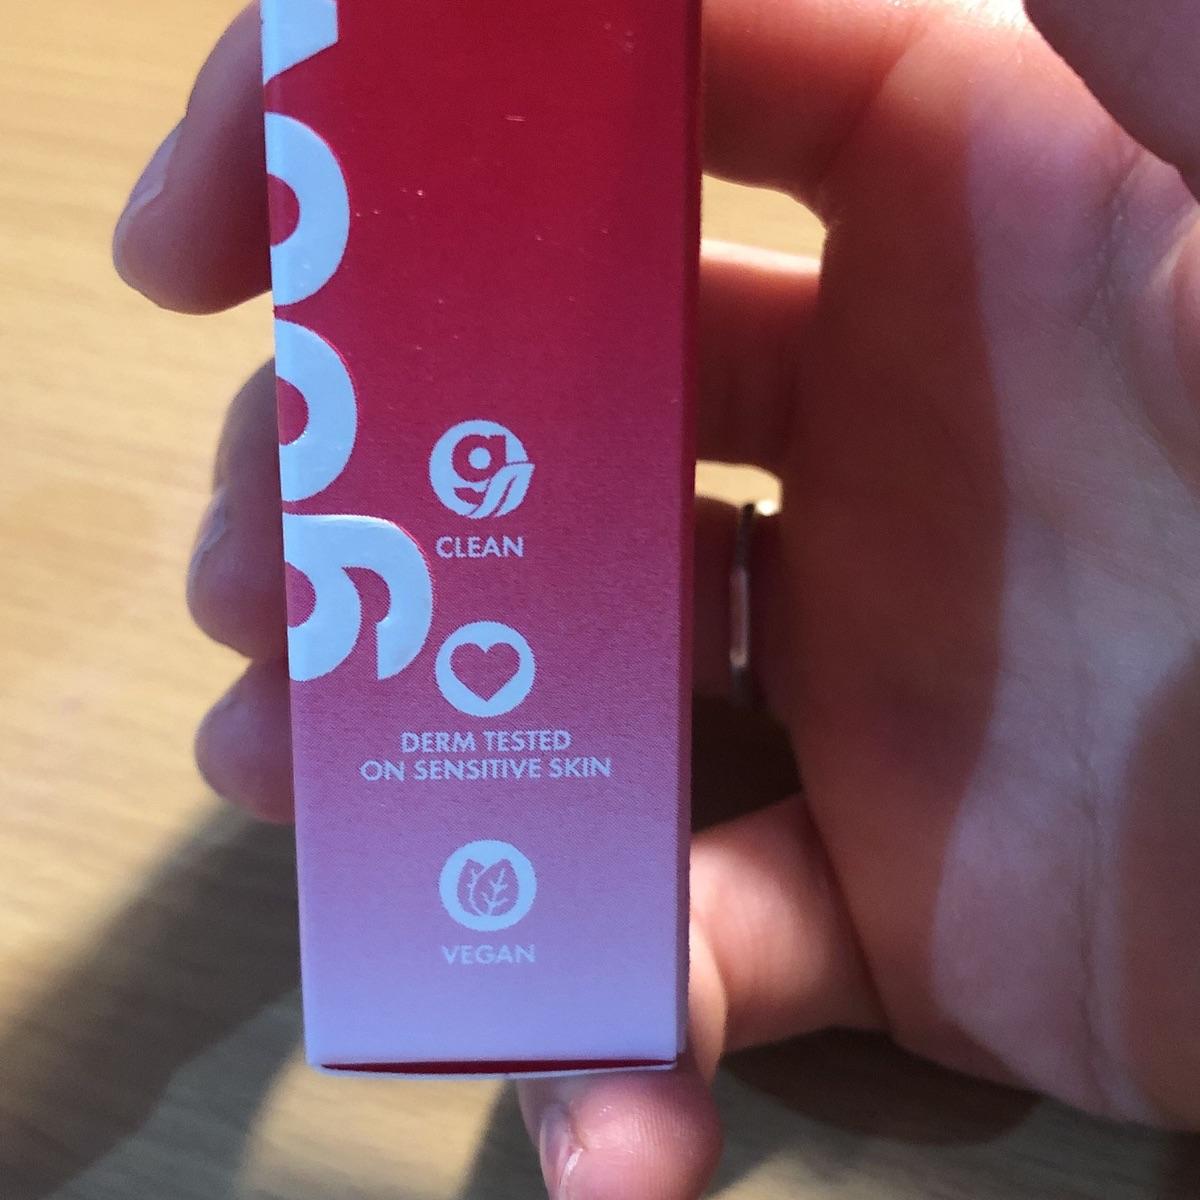 g
CLEAN
DERM TESTED
ON SENSITIVE SKIN
VEGAN